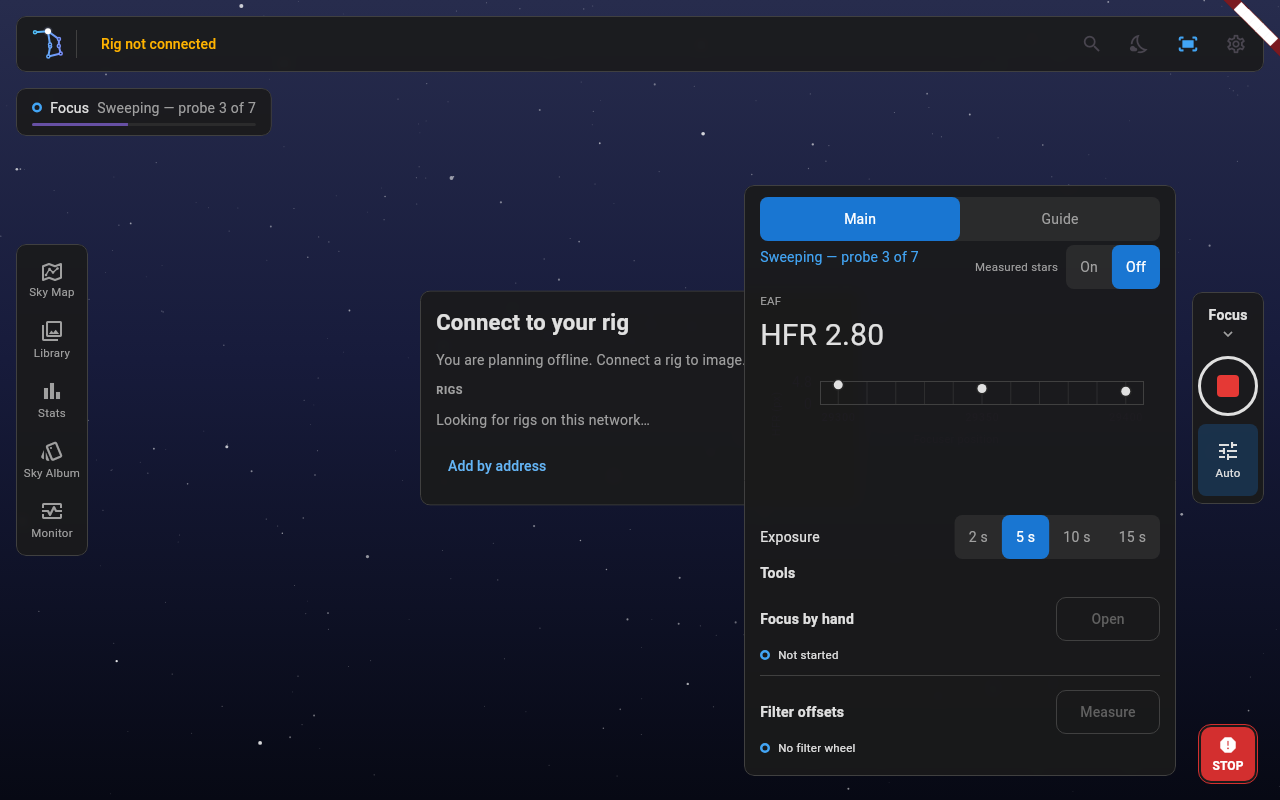 Rig not connected
Focus Sweeping — probe 3 of 7
Sky Map
Library
Stats
Sky Album
Monitor
Connect to your rig
You are planning offline. Connect a rig to image.
RIGS
Looking for rigs on this network…
Add by address
Main Guide
Sweeping — probe 3 of 7
Measured stars On Off
EAF
HFR 2.80
Exposure 2 s 5 s 10 s 15 s
Tools
Focus by hand Open
Not started
Filter offsets Measure
No filter wheel
Focus
Auto
STOP